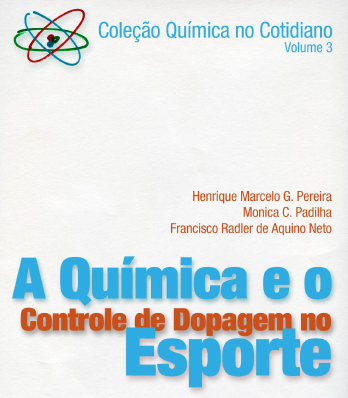 Coleção Química no Cotidiano
Volume 3
Henrique Marcelo G. Pereira
Monica C. Padilha
Francisco Radler de Aquino Neto
A Química e o
Controle de Dopagem no
Esporte